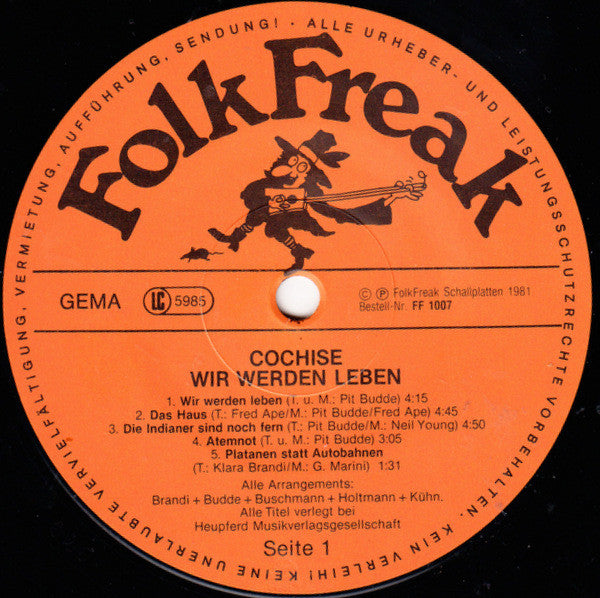 ALLE URHEBER- UND LEISTUNGSSCHUTZRECHTE VORBEHALTEN. KEIN VERLEIH! KEINE UNERLAUBTE VERVIELFÄLTIGUNG, VERMIETUNG, AUFFÜHRUNG, SENDUNG! ·
FolkFreak
GEMA
LC 5985
© ℗ FolkFreak Schallplatten 1981
Bestell-Nr. FF 1007
COCHISE
WIR WERDEN LEBEN
1. Wir werden leben (T. u. M.: Pit Budde) 4:15
2. Das Haus (T.: Fred Ape/M.: Pit Budde/Fred Ape) 4:45
3. Die Indianer sind noch fern (T.: Pit Budde/M.: Neil Young) 4:50
4. Atemnot (T. u. M.: Pit Budde) 3:05
5. Platanen statt Autobahnen
(T.: Klara Brandi/M.: G. Marini) 1:31
Alle Arrangements:
Brandi + Budde + Buschmann + Holtmann + Kühn.
Alle Titel verlegt bei
Heupferd Musikverlagsgesellschaft
Seite 1